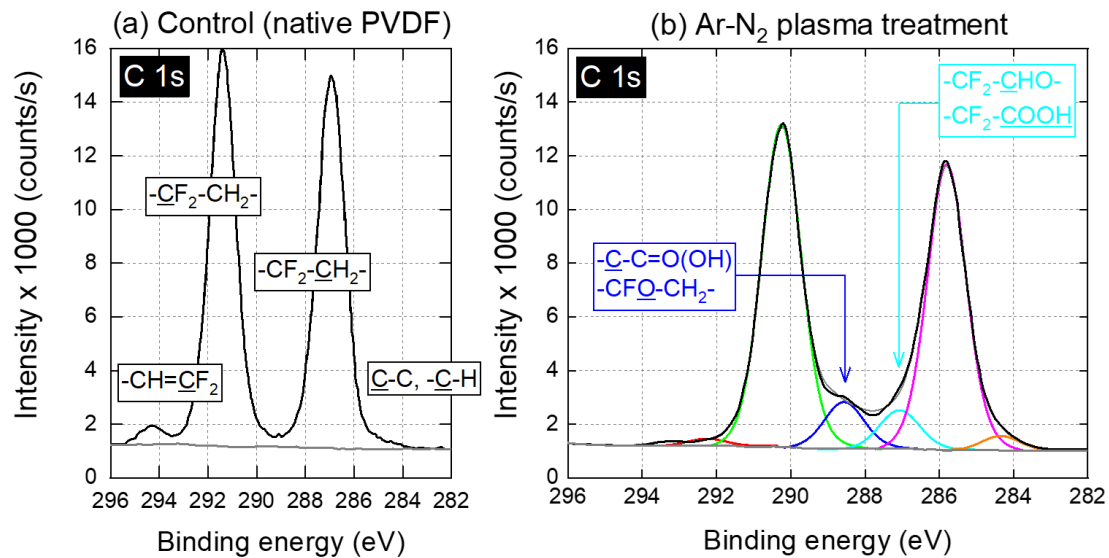 (a) Control (native PVDF)
C 1s
-CF₂-CH₂-
-CF₂-CH₂-
-CH=CF₂
C-C, -C-H
16
14
12
10
8
6
4
2
0
296 294 292 290 288 286 284 282
Binding energy (eV)
Intensity x 1000 (counts/s)
(b) Ar-N₂ plasma treatment
C 1s
-CF₂-CHO-
-CF₂-COOH
-C-C=O(OH)
-CFO-CH₂-
16
14
12
10
8
6
4
2
0
296 294 292 290 288 286 284 282
Binding energy (eV)
Intensity x 1000 (counts/s)